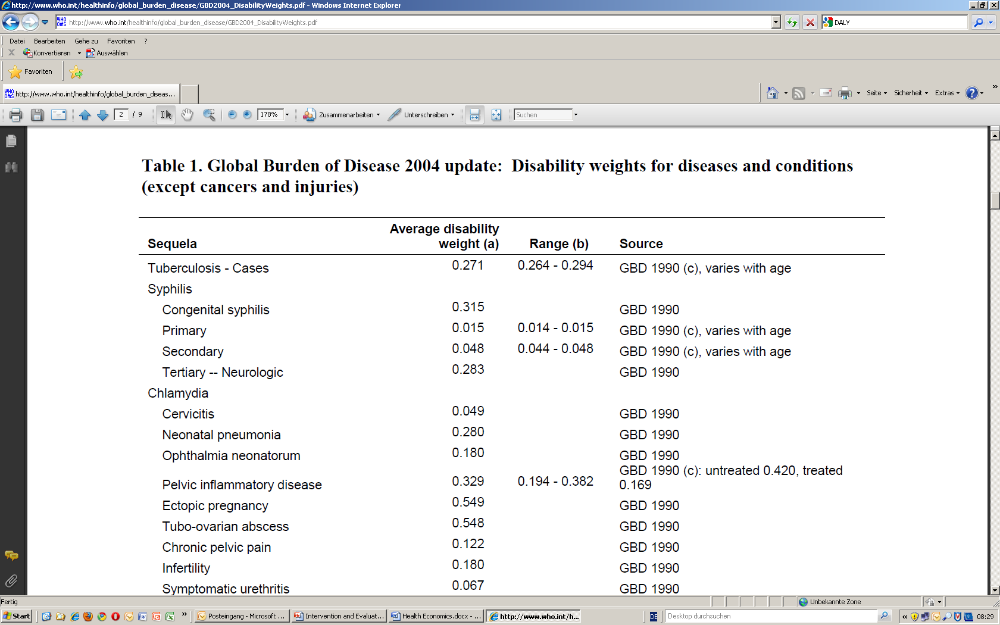 http://www.who.int/healthinfo/global_burden_disease/GBD2004_DisabilityWeights.pdf - Windows Internet Explorer
WHO OMS http://www.who.int/healthinfo/global_burden_disease/GBD2004_DisabilityWeights.pdf DALY
Datei Bearbeiten Gehe zu Favoriten ?
X Konvertieren Auswählen
Favoriten
WHO OMS http://www.who.int/healthinfo/global_burden_diseas... Seite Sicherheit Extras »
2 / 9 178% Zusammenarbeiten Unterschreiben Suchen
Table 1. Global Burden of Disease 2004 update: Disability weights for diseases and conditions
(except cancers and injuries)
Average disability
Sequela weight (a) Range (b) Source
Tuberculosis - Cases 0.271 0.264 - 0.294 GBD 1990 (c), varies with age
Syphilis
Congenital syphilis 0.315 GBD 1990
Primary 0.015 0.014 - 0.015 GBD 1990 (c), varies with age
Secondary 0.048 0.044 - 0.048 GBD 1990 (c), varies with age
Tertiary -- Neurologic 0.283 GBD 1990
Chlamydia
Cervicitis 0.049 GBD 1990
Neonatal pneumonia 0.280 GBD 1990
Ophthalmia neonatorum 0.180 GBD 1990
GBD 1990 (c): untreated 0.420, treated
Pelvic inflammatory disease 0.329 0.194 - 0.382 0.169
Ectopic pregnancy 0.549 GBD 1990
Tubo-ovarian abscess 0.548 GBD 1990
Chronic pelvic pain 0.122 GBD 1990
Infertility 0.180 GBD 1990
Symptomatic urethritis 0.067 GBD 1990
Fertig Unbekannte Zone
Start » Posteingang - Microsoft ... Intervention and Evaluat... Health Economics.docx - ... http://www.who.int/h... DE Desktop durchsuchen « 08:29